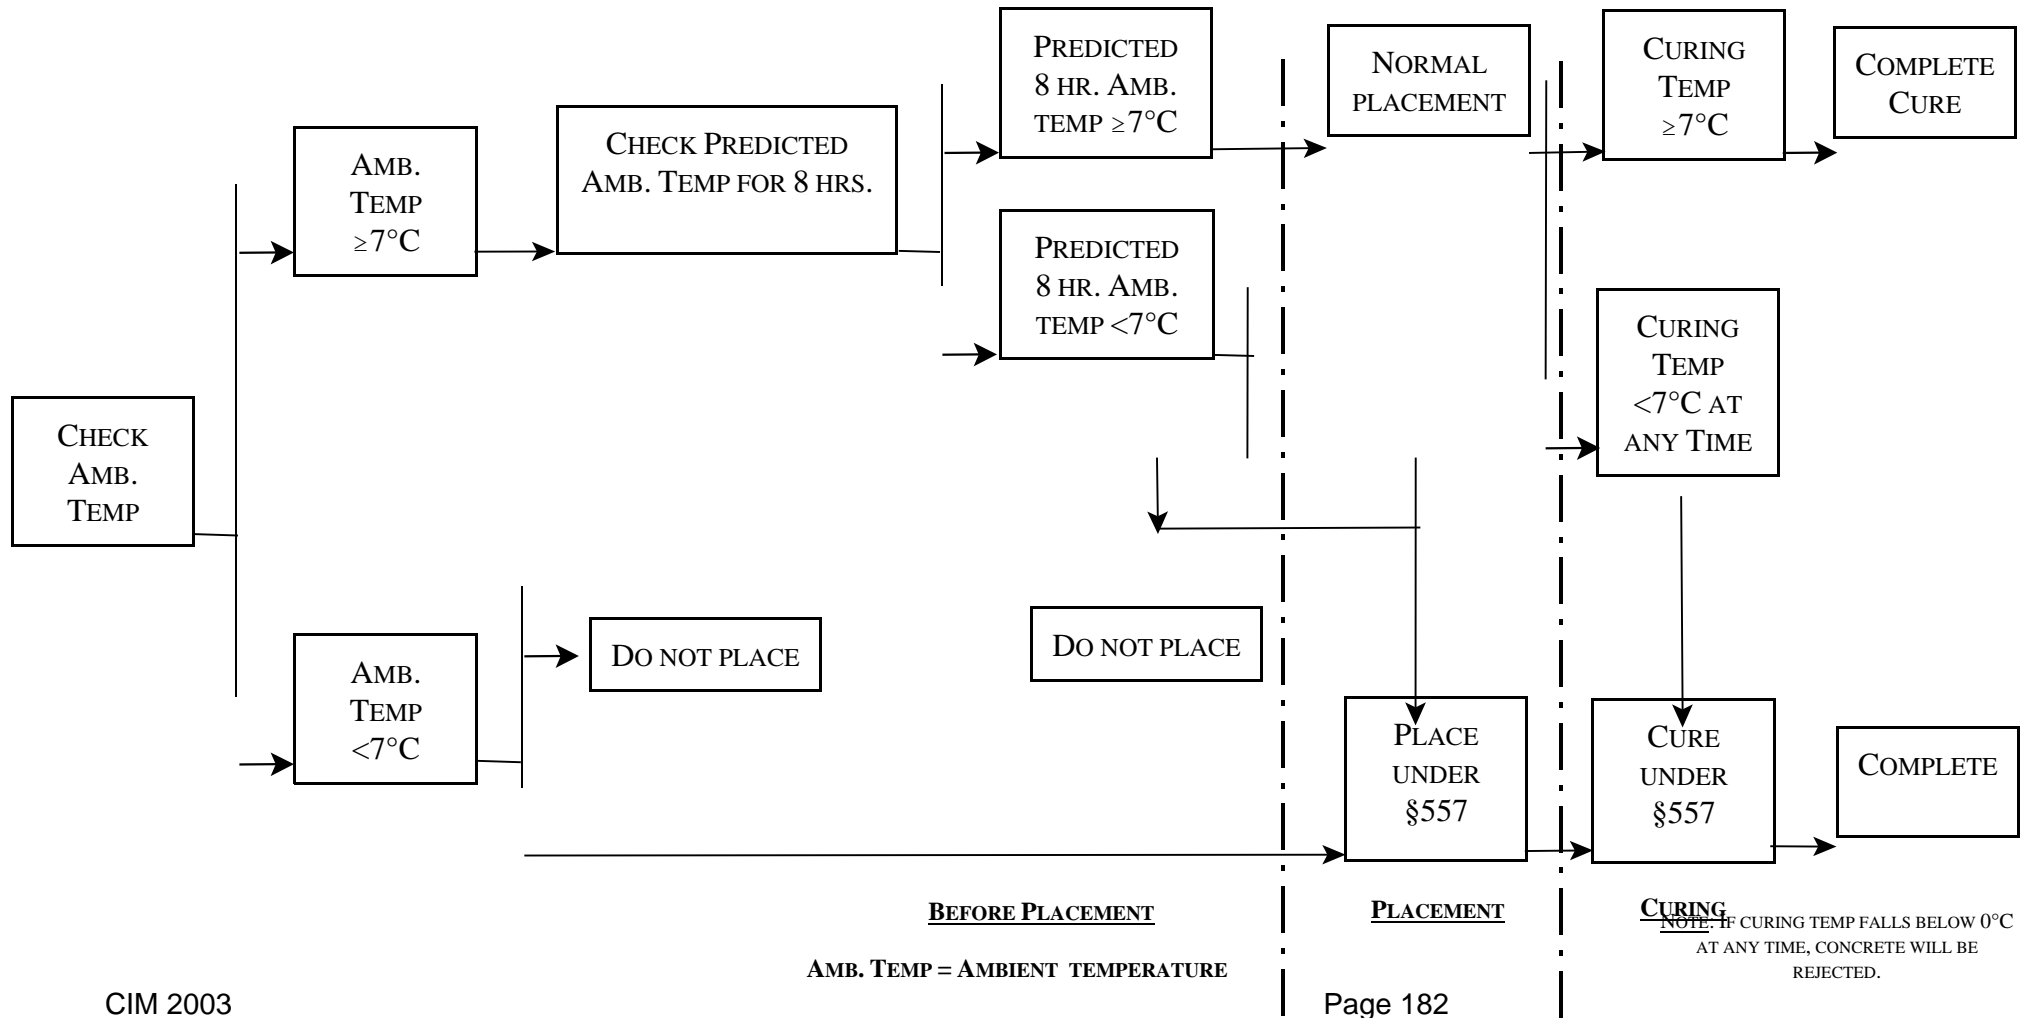 PREDICTED
8 HR. AMB.
TEMP ≥7°C
NORMAL
PLACEMENT
CURING
TEMP
≥7°C
COMPLETE
CURE
AMB.
TEMP
≥7°C
CHECK PREDICTED
AMB. TEMP FOR 8 HRS.
PREDICTED
8 HR. AMB.
TEMP <7°C
CURING
TEMP
<7°C AT
ANY TIME
CHECK
AMB.
TEMP
AMB.
TEMP
<7°C
DO NOT PLACE
DO NOT PLACE
PLACE
UNDER
§557
CURE
UNDER
§557
COMPLETE
BEFORE PLACEMENT
PLACEMENT
CURING
NOTE: IF CURING TEMP FALLS BELOW 0°C
AT ANY TIME, CONCRETE WILL BE
REJECTED.
AMB. TEMP = AMBIENT TEMPERATURE
CIM 2003
Page 182